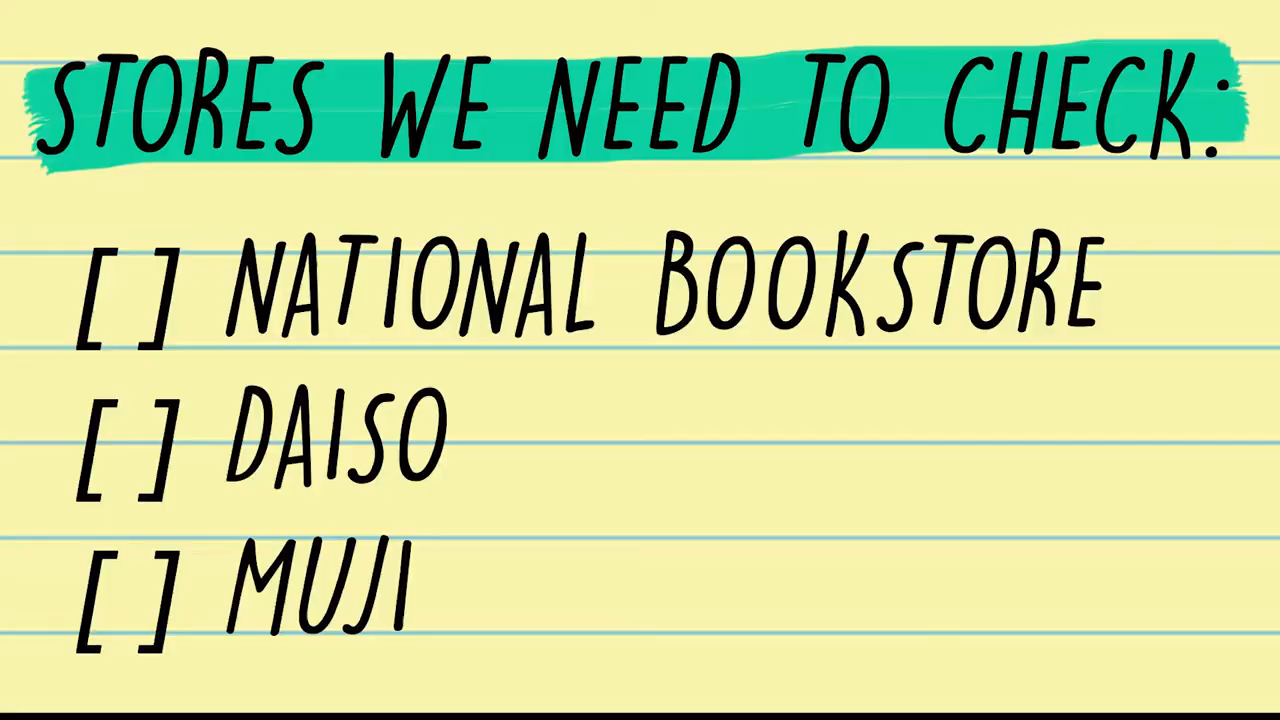 STORES WE NEED TO CHECK:
[ ] NATIONAL BOOKSTORE
[ ] DAISO
[ ] MUJI